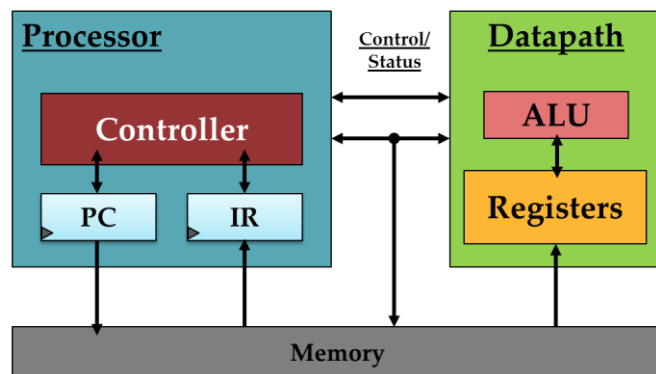 Processor
Control/
Status
Datapath
Controller
ALU
PC
IR
Registers
Memory